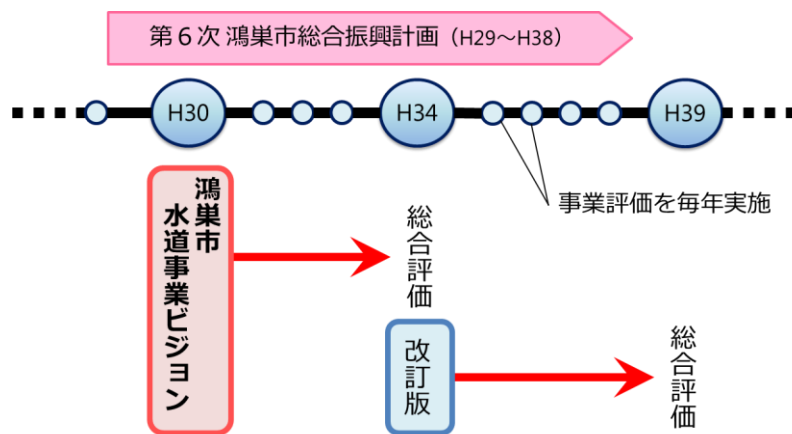 第６次 鴻巣市総合振興計画（H29～H38）
H30
H34
H39
事業評価を毎年実施
鴻巣市
水道事業ビジョン
総合評価
改訂版
総合評価